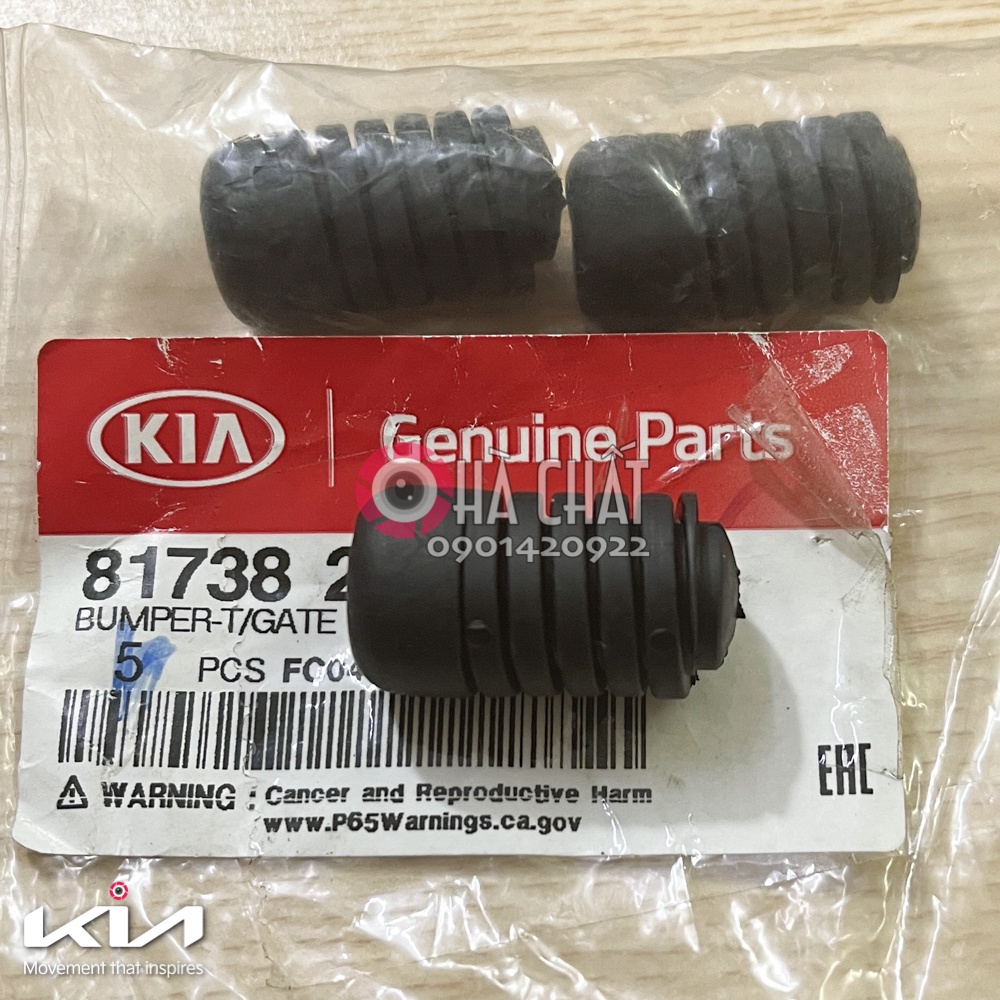 KIA | Genuine Parts
HÀ CHẤT
0901420922
81738 2
BUMPER-T/GATE
5 PCS FC04
EAC
⚠ WARNING : Cancer and Reproductive Harm
www.P65Warnings.ca.gov
KIA
Movement that inspires